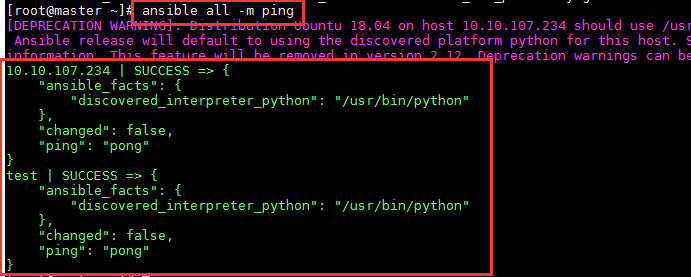 [root@master ~]# ansible all -m ping
[DEPRECATION WARNING]: Distribution Ubuntu 18.04 on host 10.10.107.234 should use /usr
Ansible release will default to using the discovered platform python for this host. S
information. This feature will be removed in version 2.12. Deprecation warnings can be
10.10.107.234 | SUCCESS => {
    "ansible_facts": {
        "discovered_interpreter_python": "/usr/bin/python"
    },
    "changed": false,
    "ping": "pong"
}
test | SUCCESS => {
    "ansible_facts": {
        "discovered_interpreter_python": "/usr/bin/python"
    },
    "changed": false,
    "ping": "pong"
}